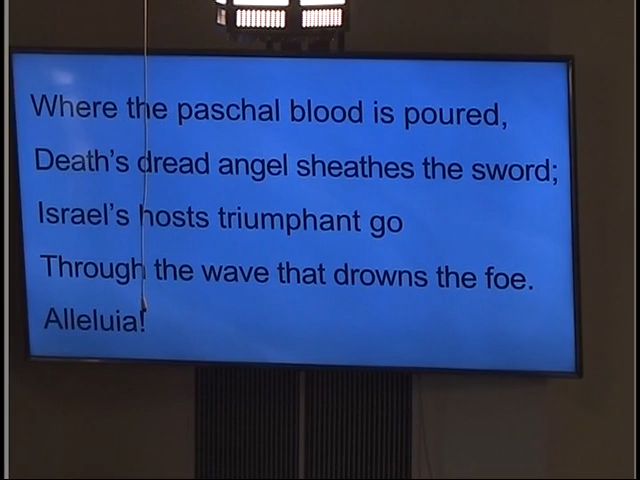 Where the paschal blood is poured,
Death's dread angel sheathes the sword;
Israel's hosts triumphant go
Through the wave that drowns the foe.
Alleluia!